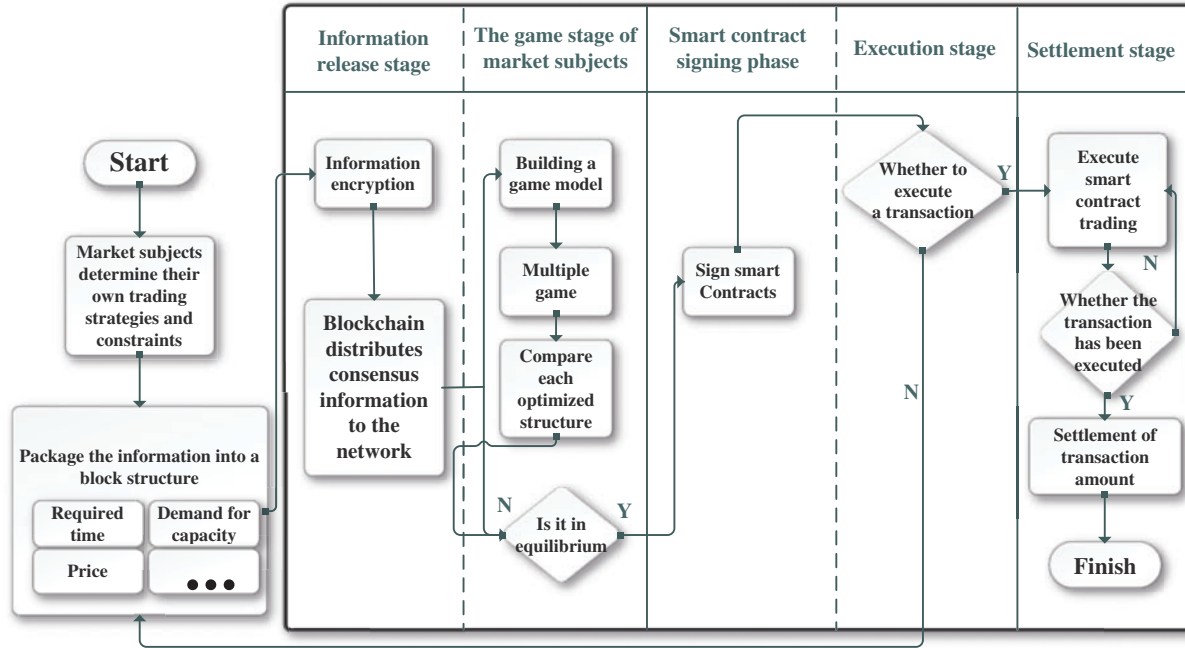 Information
release stage
The game stage of
market subjects
Smart contract
signing phase
Execution stage
Settlement stage
Start
Market subjects
determine their
own trading
strategies and
constraints
Package the information into a
block structure
Required
time
Demand for
capacity
Price
Information
encryption
Blockchain
distributes
consensus
information
to the
network
Building a
game model
Multiple
game
Compare
each
optimized
structure
N
Is it in
equilibrium
Y
Sign smart
Contracts
Whether to
execute
a transaction
Y
N
Execute
smart
contract
trading
N
Whether the
transaction
has been
executed
Y
Settlement of
transaction
amount
Finish